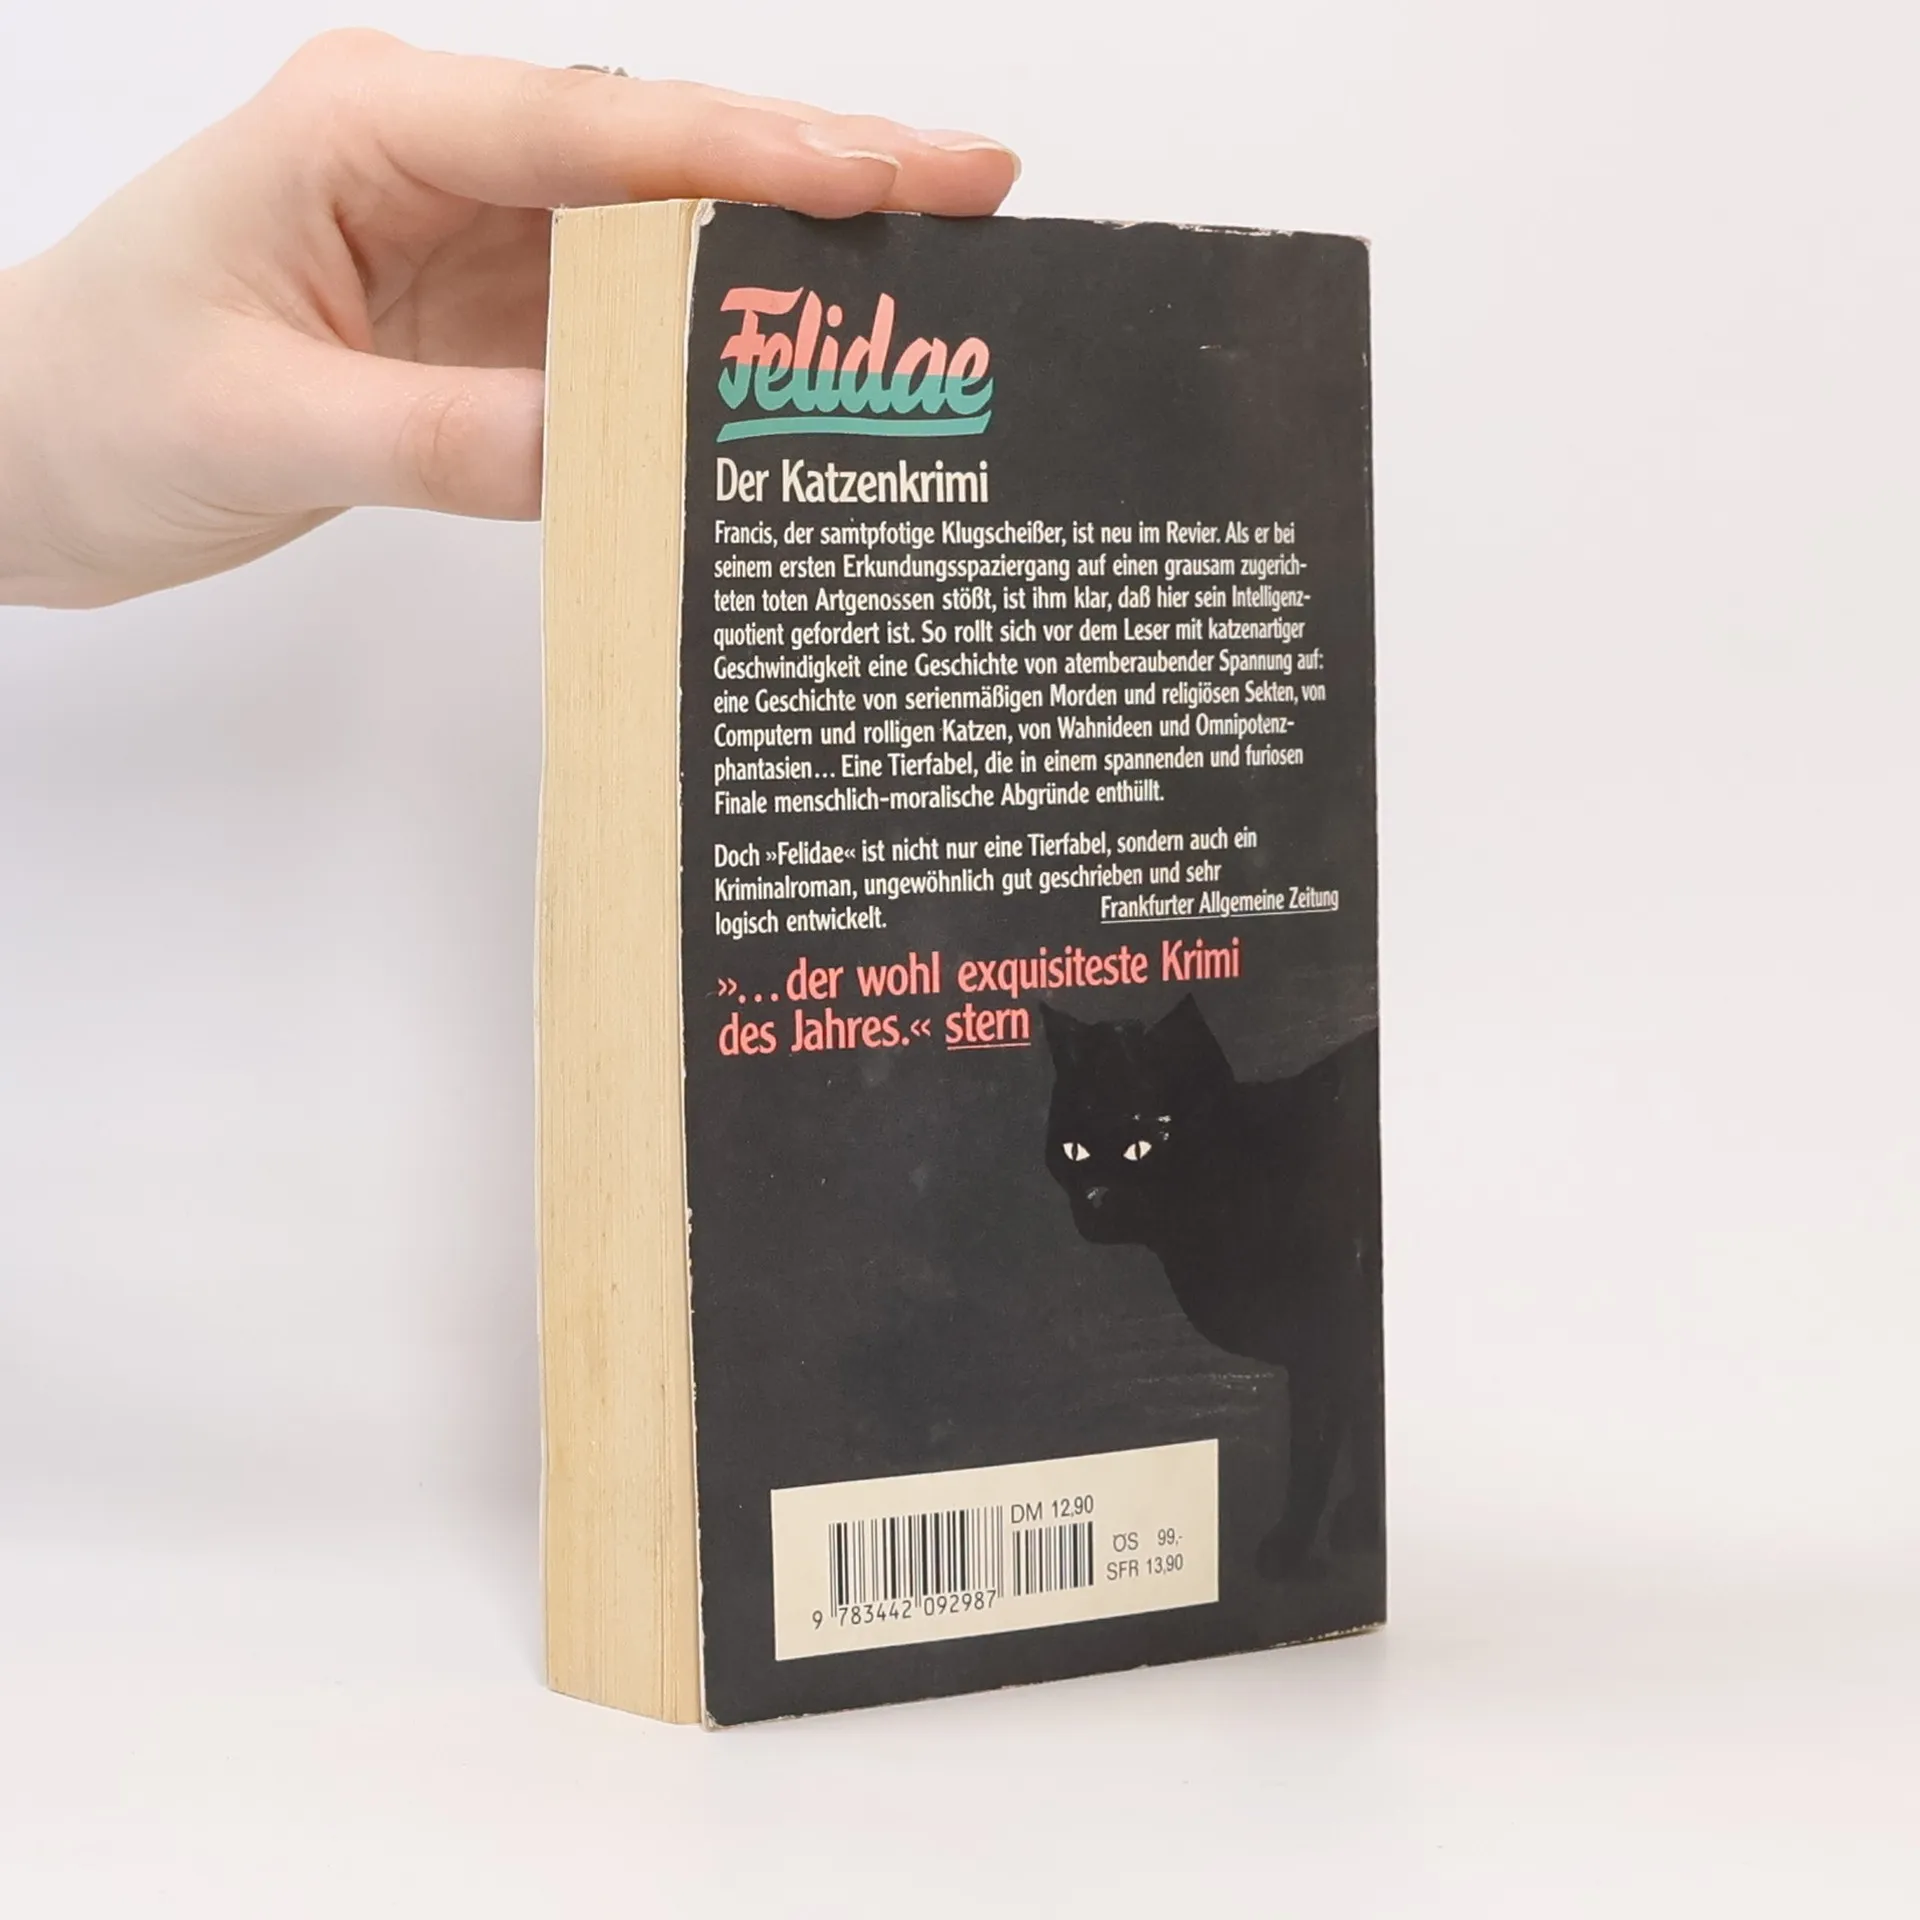 Felidae
Der Katzenkrimi
Francis, der samtpfotige Klugscheißer, ist neu im Revier. Als er bei
seinem ersten Erkundungsspaziergang auf einen grausam zugerich-
teten toten Artgenossen stößt, ist ihm klar, daß hier sein Intelligenz-
quotient gefordert ist. So rollt sich vor dem Leser mit katzenartiger
Geschwindigkeit eine Geschichte von atemberaubender Spannung auf:
eine Geschichte von serienmäßigen Morden und religiösen Sekten, von
Computern und rolligen Katzen, von Wahnideen und Omnipotenz-
phantasien... Eine Tierfabel, die in einem spannenden und furiosen
Finale menschlich-moralische Abgründe enthüllt.
Doch »Felidae« ist nicht nur eine Tierfabel, sondern auch ein
Kriminalroman, ungewöhnlich gut geschrieben und sehr
logisch entwickelt. Frankfurter Allgemeine Zeitung
»...der wohl exquisiteste Krimi
des Jahres.« stern
DM 12,90
ÖS 99,-
SFR 13,90
9 783442 092987